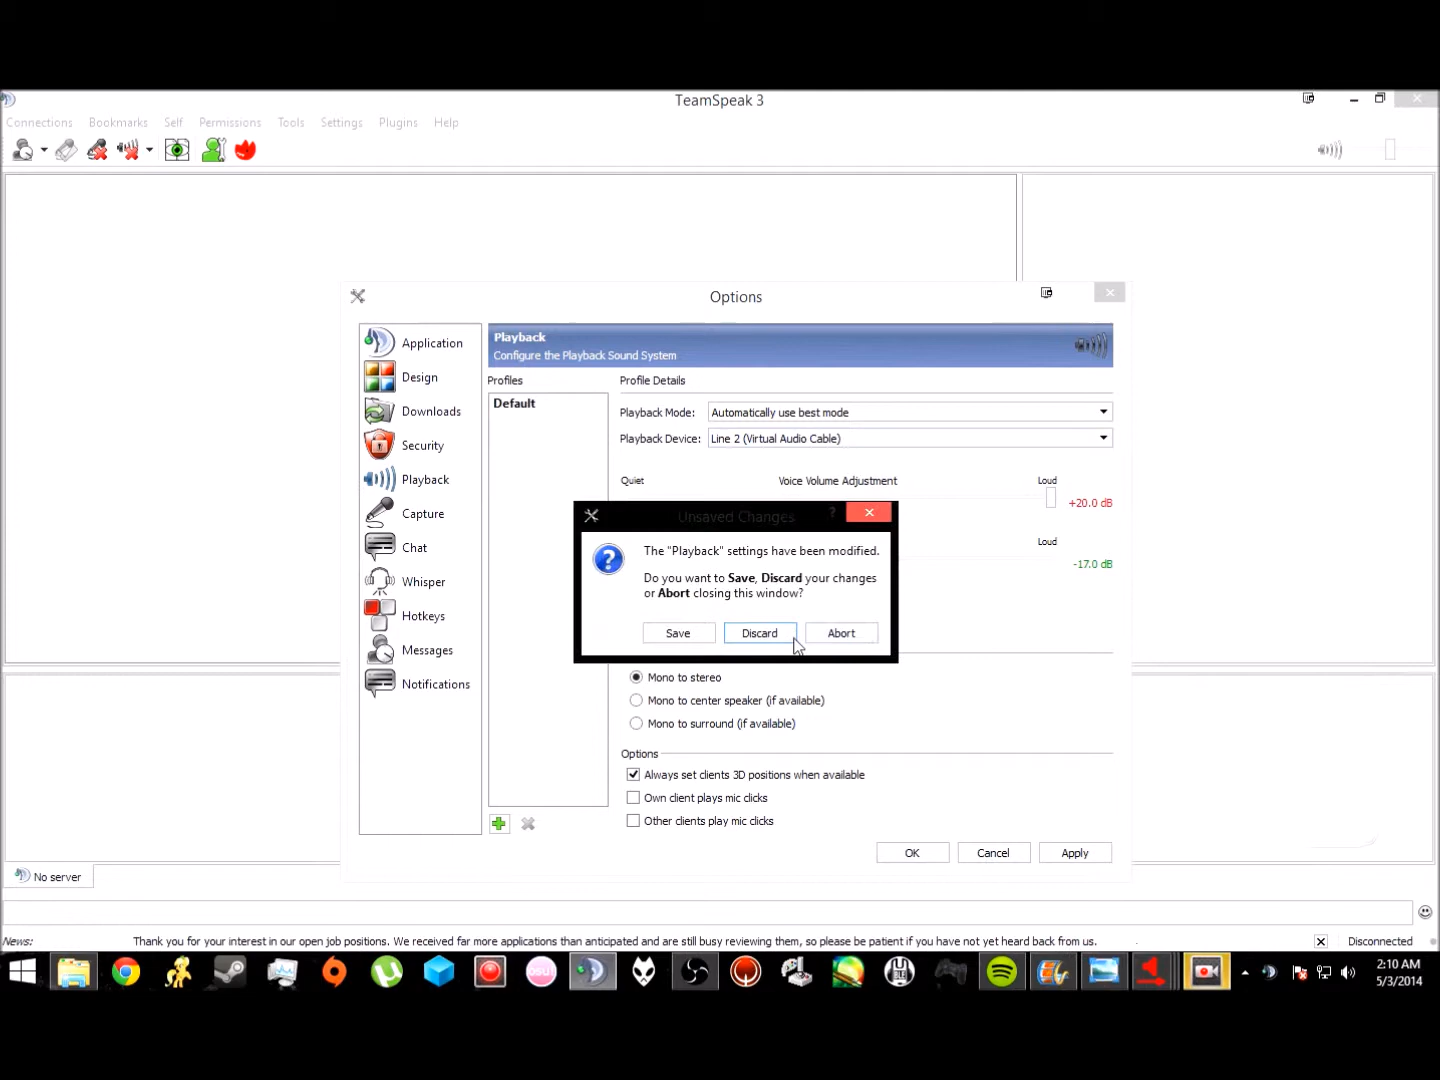 TeamSpeak 3
Connections Bookmarks Self Permissions Tools Settings Plugins Help
Options
Application
Design
Downloads
Security
Playback
Capture
Chat
Whisper
Hotkeys
Messages
Notifications
Playback
Configure the Playback Sound System
Profiles
Default
Profile Details
Playback Mode: Automatically use best mode
Playback Device: Line 2 (Virtual Audio Cable)
Quiet Voice Volume Adjustment Loud
+20.0 dB
Loud
-17.0 dB
Unsaved Changes ?
The "Playback" settings have been modified.
Do you want to Save, Discard your changes
or Abort closing this window?
Save Discard Abort
Mono to stereo
Mono to center speaker (if available)
Mono to surround (if available)
Options
Always set clients 3D positions when available
Own client plays mic clicks
Other clients play mic clicks
OK Cancel Apply
No server
News: Thank you for your interest in our open job positions. We received far more applications than anticipated and are still busy reviewing them, so please be patient if you have not yet heard back from us. Disconnected
osu!
2:10 AM
5/3/2014